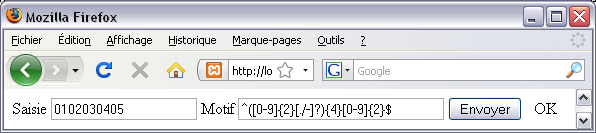 Mozilla Firefox
Fichier Édition Affichage Historique Marque-pages Outils ?
http://lo G Google
Saisie 0102030405 Motif ^([0-9]{2}[./-]?){4}[0-9]{2}$ Envoyer OK